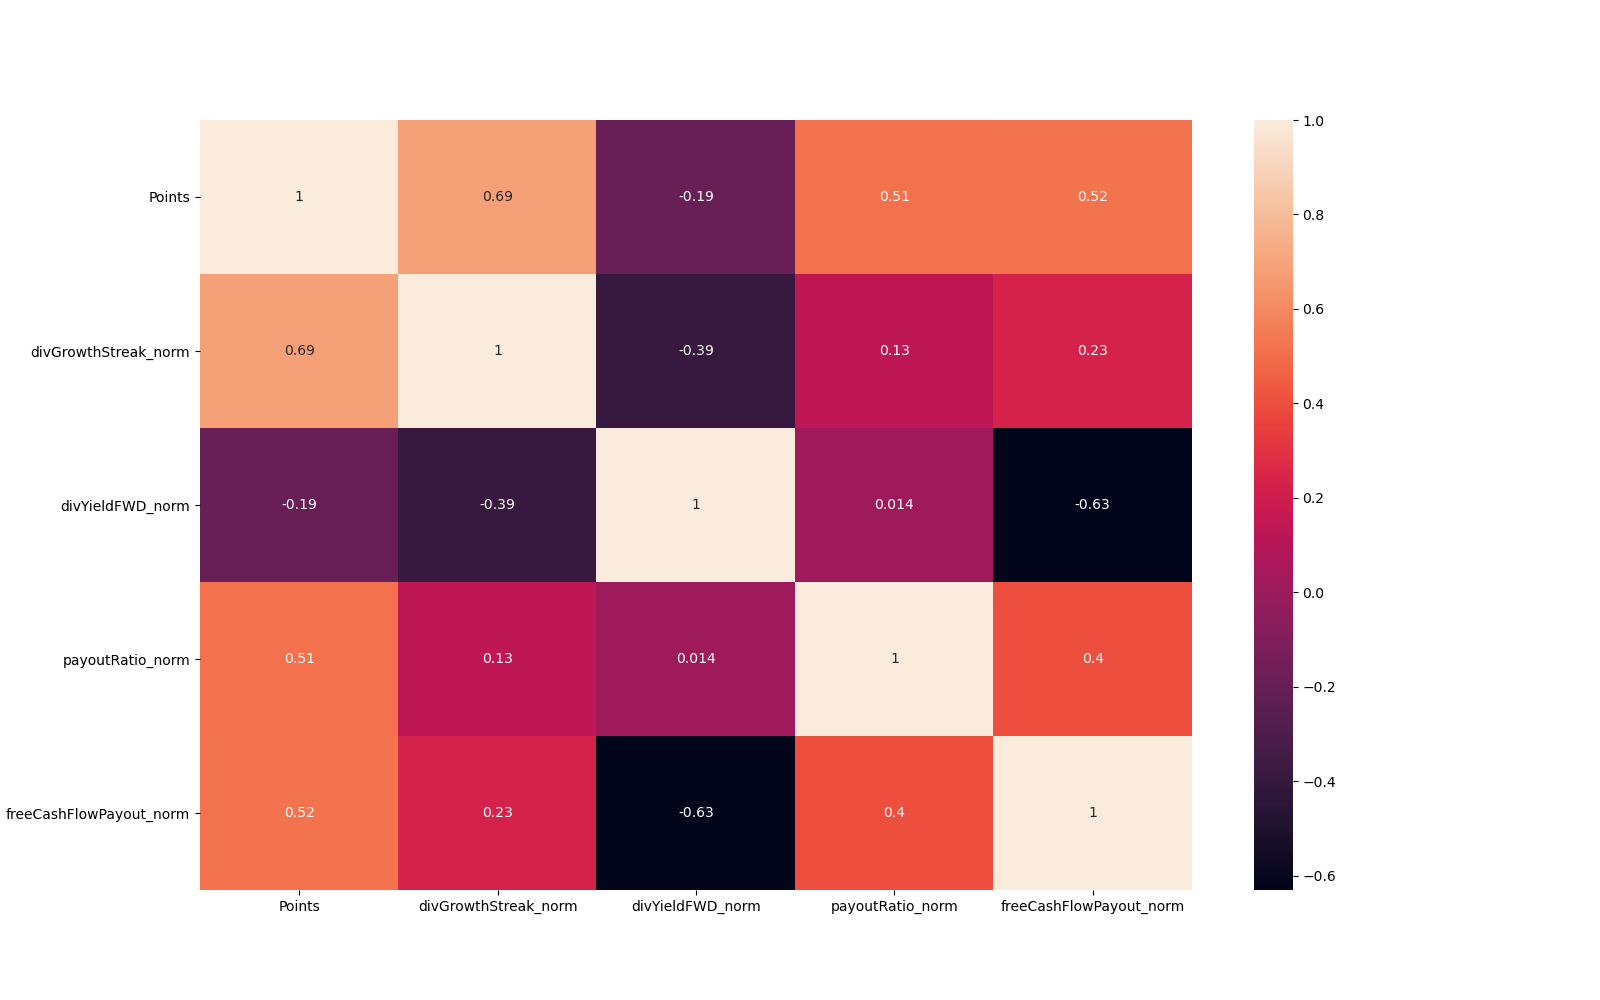 Points 1 0.69 -0.19 0.51 0.52
divGrowthStreak_norm 0.69 1 -0.39 0.13 0.23
divYieldFWD_norm -0.19 -0.39 1 0.014 -0.63
payoutRatio_norm 0.51 0.13 0.014 1 0.4
freeCashFlowPayout_norm 0.52 0.23 -0.63 0.4 1
Points divGrowthStreak_norm divYieldFWD_norm payoutRatio_norm freeCashFlowPayout_norm
1.0
0.8
0.6
0.4
0.2
0.0
−0.2
−0.4
−0.6